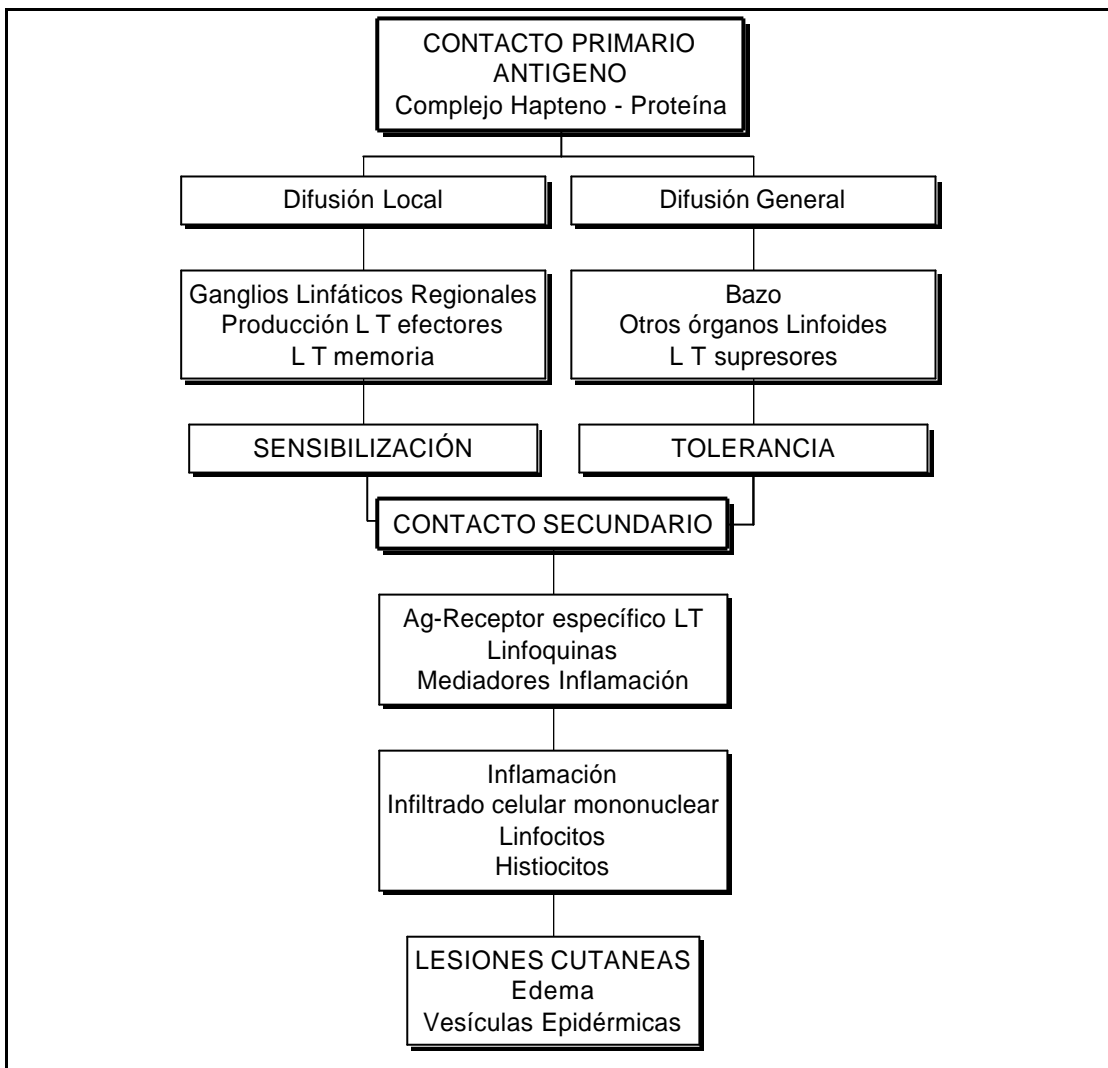 CONTACTO PRIMARIO
ANTIGENO
Complejo Hapteno - Proteína
Difusión Local
Difusión General
Ganglios Linfáticos Regionales
Producción L T efectores
L T memoria
Bazo
Otros órganos Linfoides
L T supresores
SENSIBILIZACIÓN
TOLERANCIA
CONTACTO SECUNDARIO
Ag-Receptor específico LT
Linfoquinas
Mediadores Inflamación
Inflamación
Infiltrado celular mononuclear
Linfocitos
Histiocitos
LESIONES CUTANEAS
Edema
Vesículas Epidérmicas